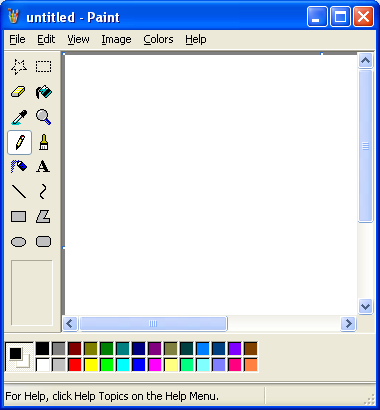 untitled - Paint
File Edit View Image Colors Help
A
For Help, click Help Topics on the Help Menu.